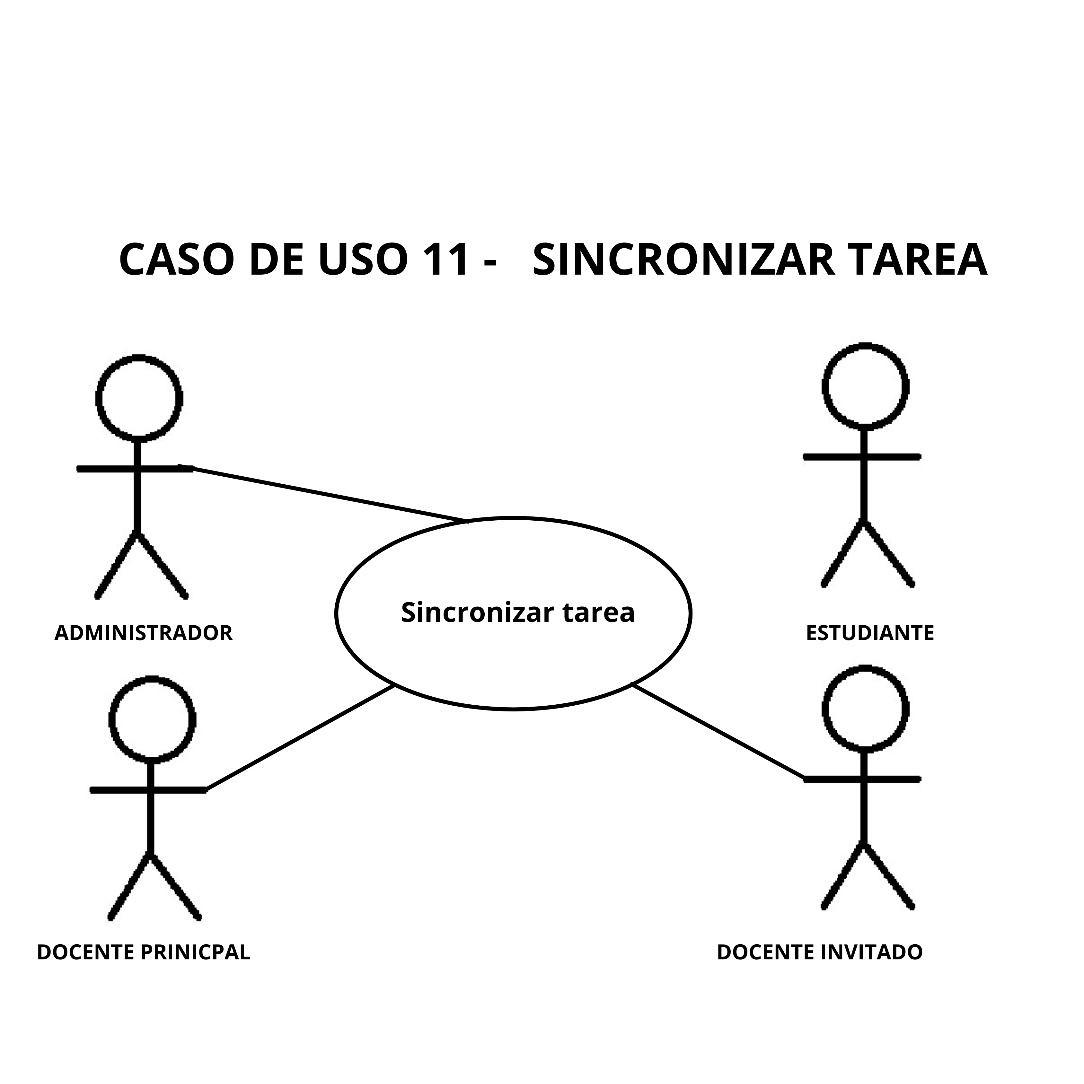 CASO DE USO 11 - SINCRONIZAR TAREA
Sincronizar tarea
ADMINISTRADOR
ESTUDIANTE
DOCENTE PRINICPAL
DOCENTE INVITADO